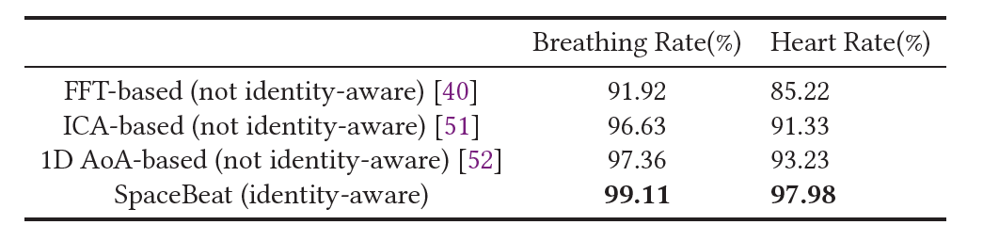 Breathing Rate(%) Heart Rate(%)
FFT-based (not identity-aware) [40] 91.92 85.22
ICA-based (not identity-aware) [51] 96.63 91.33
1D AoA-based (not identity-aware) [52] 97.36 93.23
SpaceBeat (identity-aware) 99.11 97.98